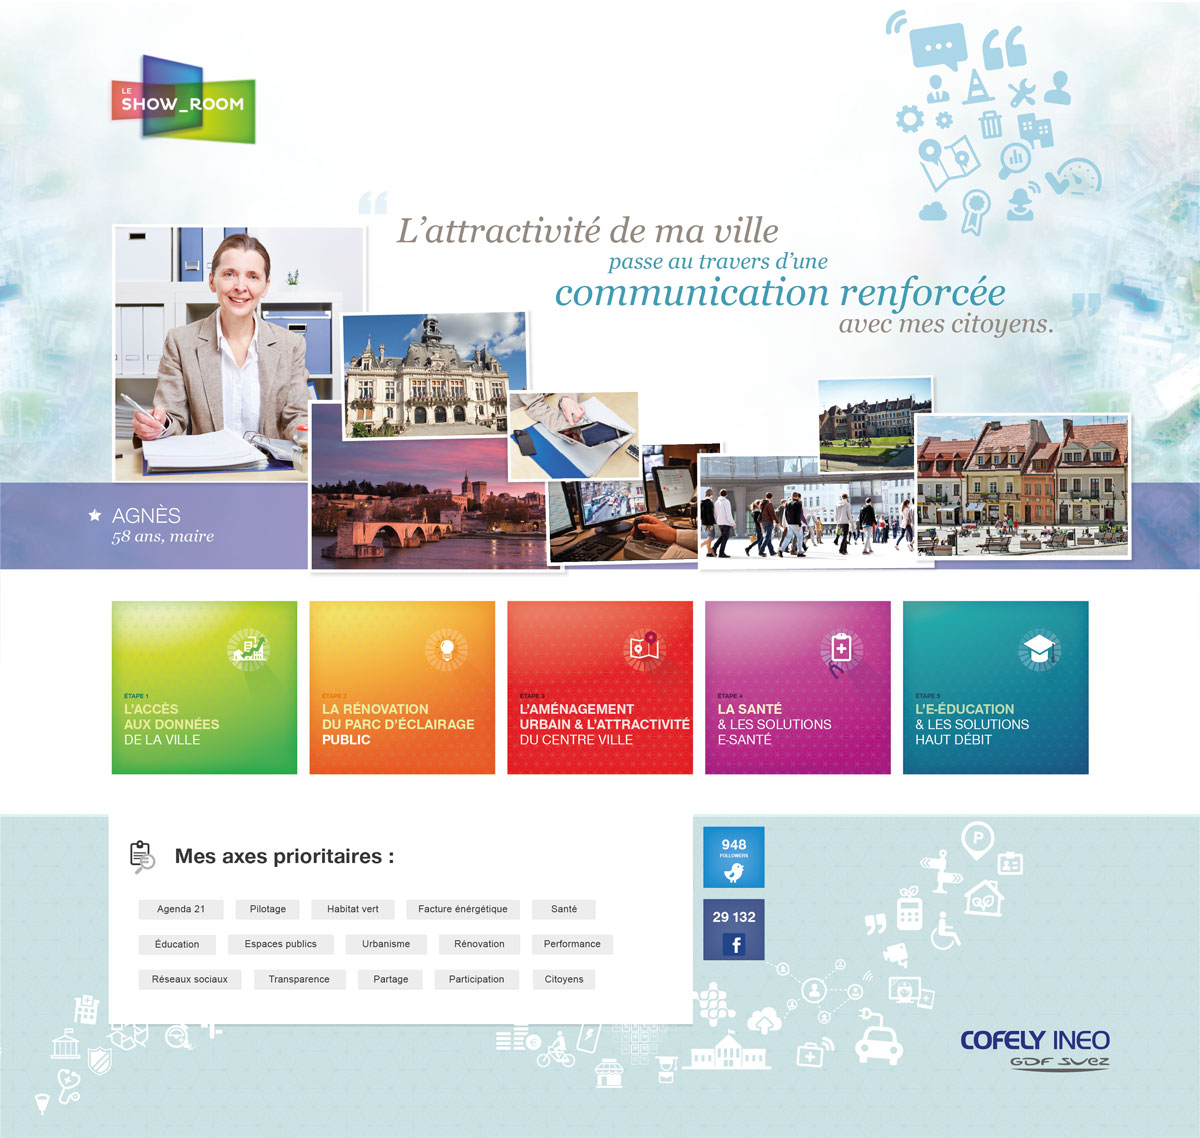 LE
SHOW_ROOM
“
L’attractivité de ma ville
passe au travers d’une
communication renforcée
avec mes citoyens.
”
AGNÈS
58 ans, maire
ÉTAPE 1
L’ACCÈS
AUX DONNÉES
DE LA VILLE
ÉTAPE 2
LA RÉNOVATION
DU PARC D’ÉCLAIRAGE
PUBLIC
ÉTAPE 3
L’AMÉNAGEMENT
URBAIN & L’ATTRACTIVITÉ
DU CENTRE VILLE
ÉTAPE 4
LA SANTÉ
& LES SOLUTIONS
E-SANTÉ
ÉTAPE 5
L’E-ÉDUCATION
& LES SOLUTIONS
HAUT DÉBIT
Mes axes prioritaires :
Agenda 21 Pilotage Habitat vert Facture énérgétique Santé
Éducation Espaces publics Urbanisme Rénovation Performance
Réseaux sociaux Transparence Partage Participation Citoyens
948
FOLLOWERS
29 132
f
P
COFELY INEO
GDF SUEZ